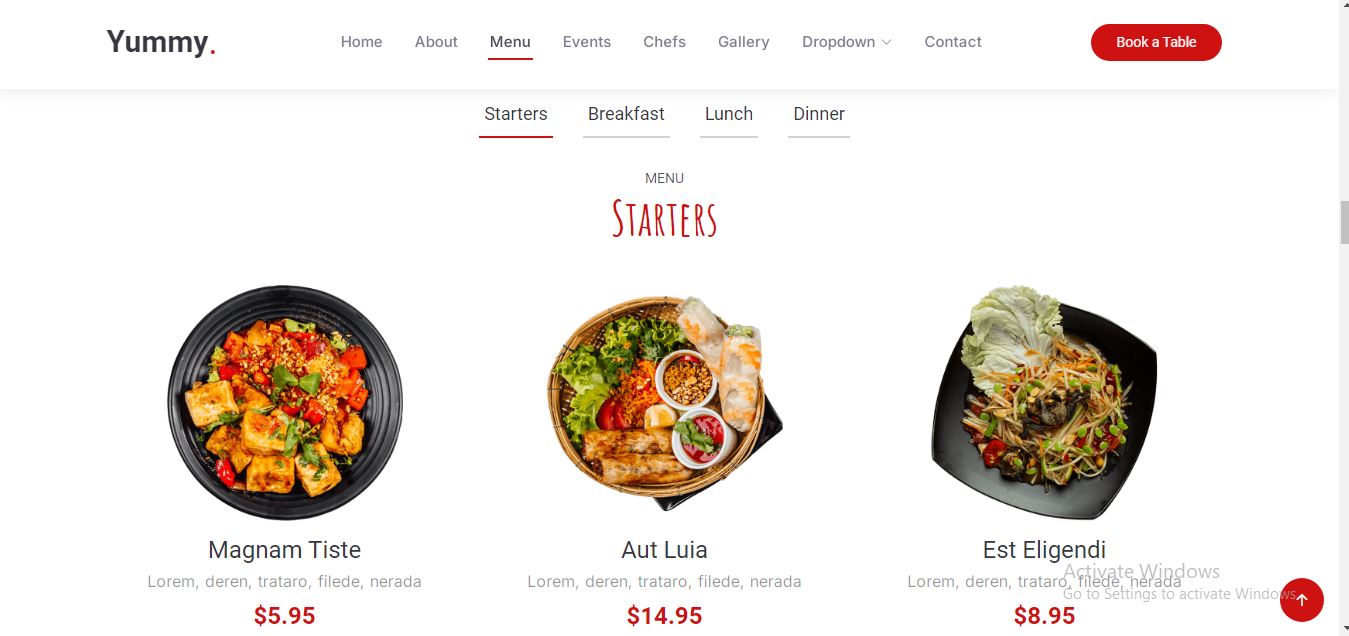 Yummy.
Home About Menu Events Chefs Gallery Dropdown Contact
Book a Table
Starters Breakfast Lunch Dinner
MENU
STARTERS
Magnam Tiste
Lorem, deren, trataro, filede, nerada
$5.95
Aut Luia
Lorem, deren, trataro, filede, nerada
$14.95
Est Eligendi
Lorem, deren, trataro, filede, nerada
$8.95
Activate Windows
Go to Settings to activate Windows.